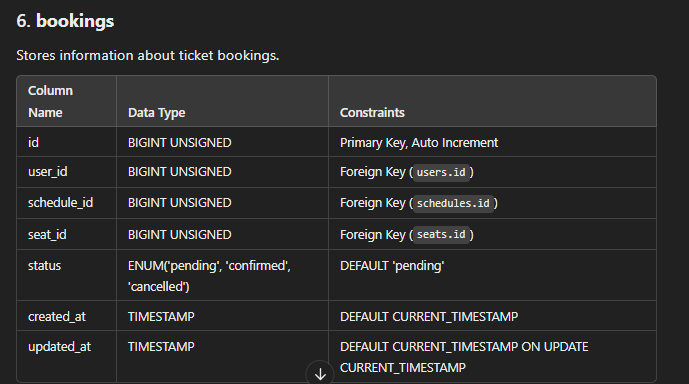 6. bookings
Stores information about ticket bookings.
Column Name Data Type Constraints
id BIGINT UNSIGNED Primary Key, Auto Increment
user_id BIGINT UNSIGNED Foreign Key (users.id)
schedule_id BIGINT UNSIGNED Foreign Key (schedules.id)
seat_id BIGINT UNSIGNED Foreign Key (seats.id)
status ENUM('pending', 'confirmed', 'cancelled') DEFAULT 'pending'
created_at TIMESTAMP DEFAULT CURRENT_TIMESTAMP
updated_at TIMESTAMP DEFAULT CURRENT_TIMESTAMP ON UPDATE CURRENT_TIMESTAMP